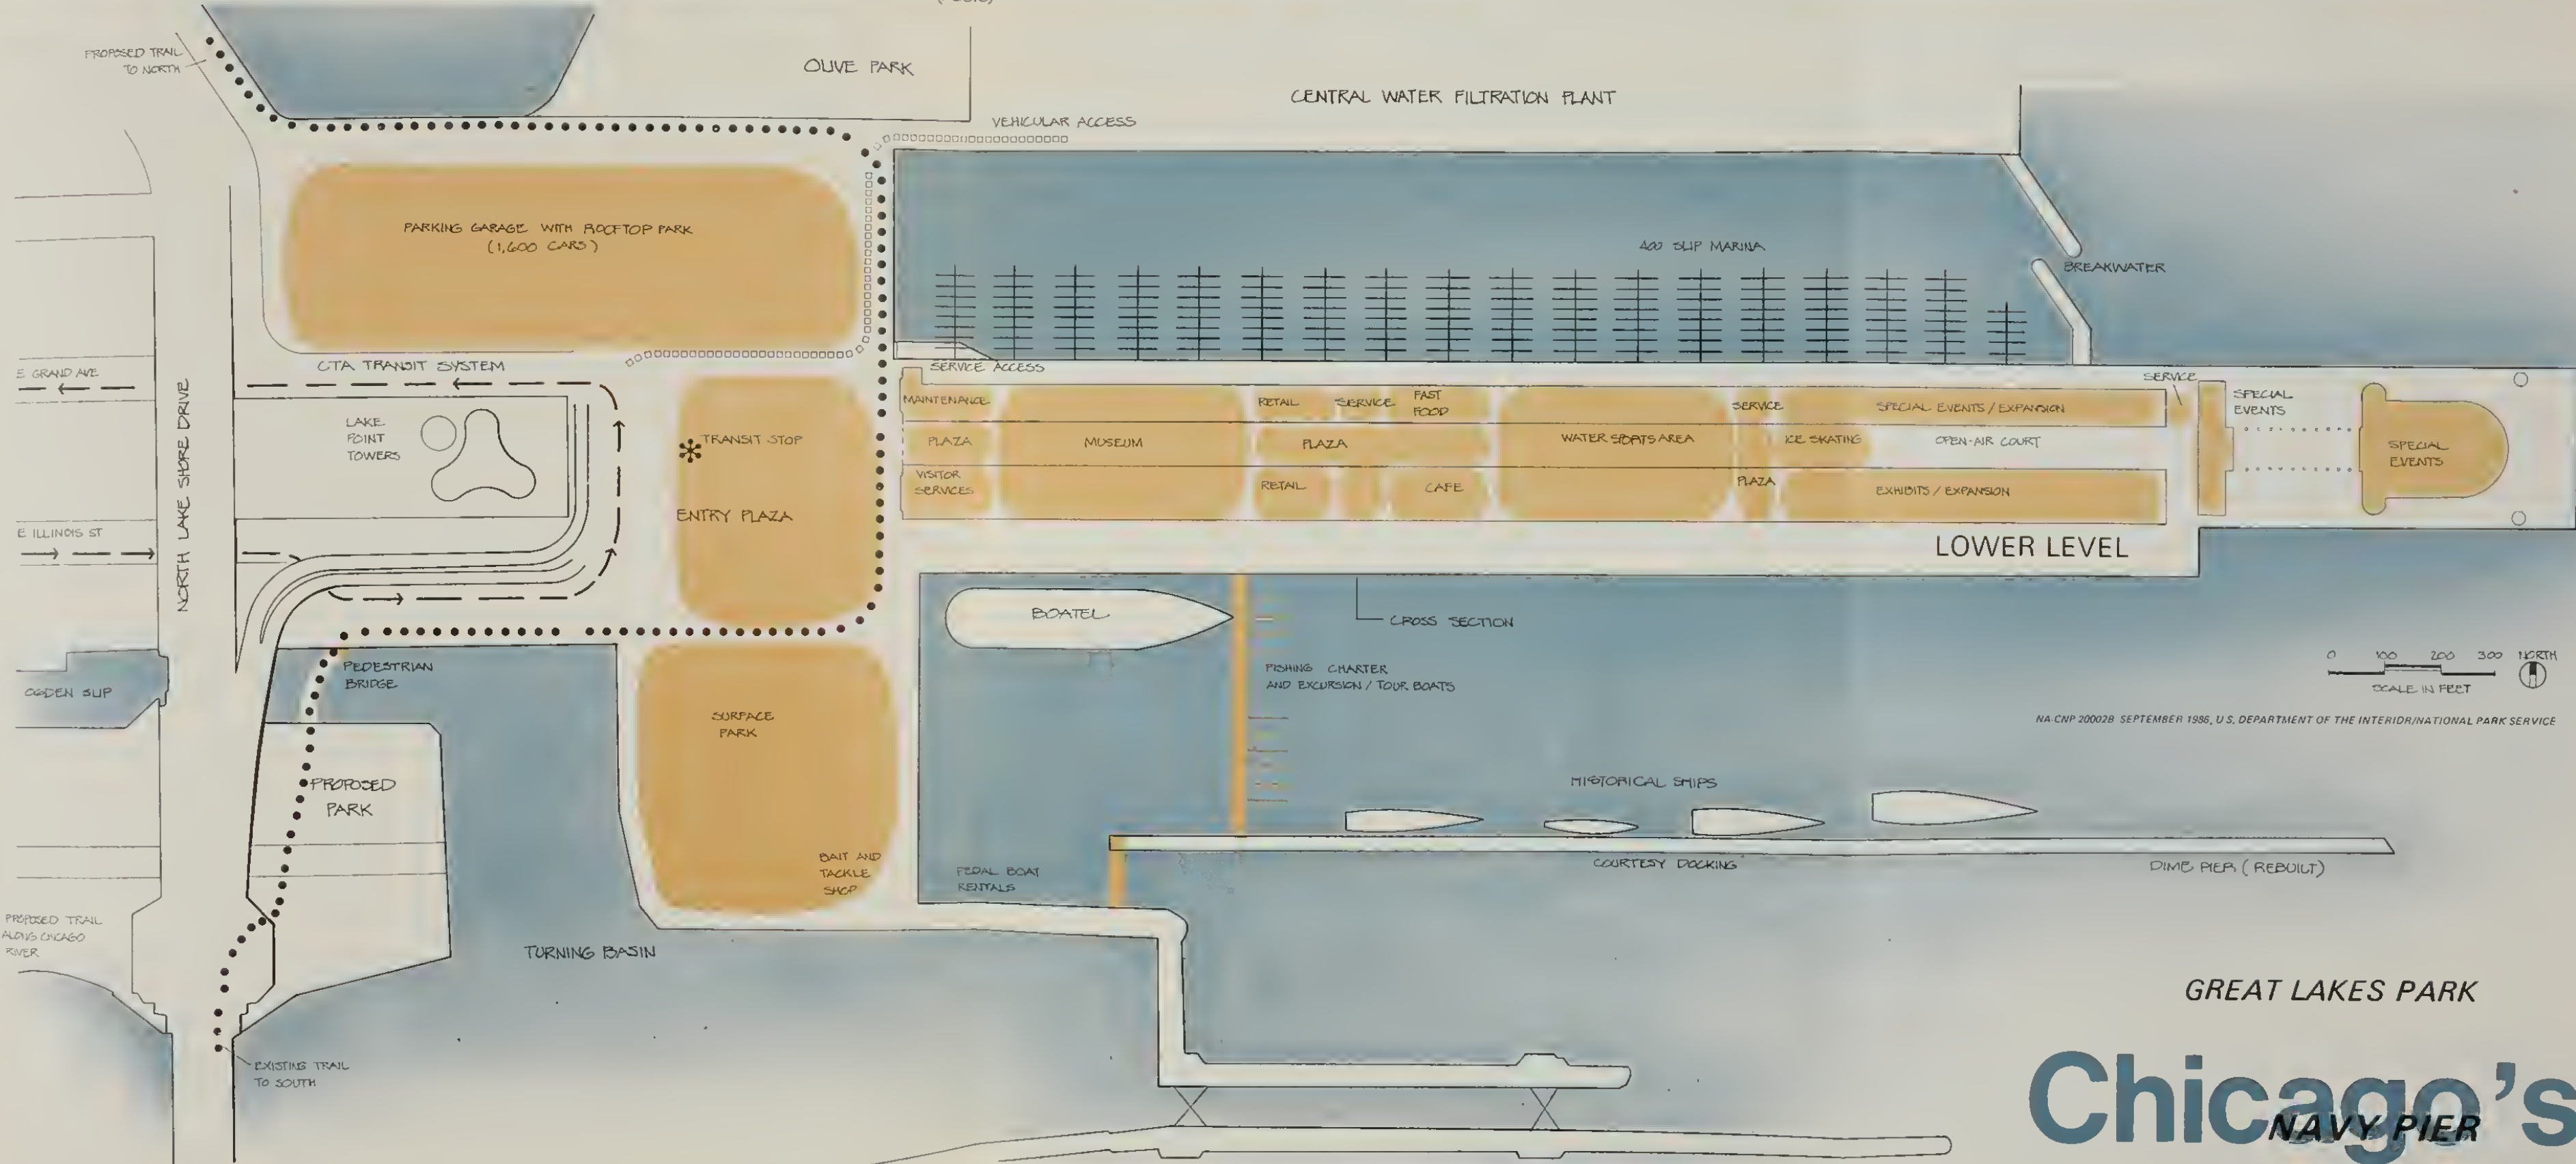 PROPOSED TRAIL
TO NORTH
OLIVE PARK
CENTRAL WATER FILTRATION PLANT
VEHICULAR ACCESS
PARKING GARAGE WITH ROOFTOP PARK
(1,600 CARS)
400 SLIP MARINA
BREAKWATER
CTA TRANSIT SYSTEM
E GRAND AVE
NORTH LAKE SHORE DRIVE
LAKE
POINT
TOWERS
TRANSIT STOP
ENTRY PLAZA
E ILLINOIS ST
SERVICE ACCESS
MAINTENANCE
RETAIL
SERVICE
FAST
FOOD
SERVICE
SPECIAL EVENTS / EXPANSION
SERVICE
SPECIAL
EVENTS
PLAZA
MUSEUM
PLAZA
WATER SPORTS AREA
ICE SKATING
OPEN-AIR COURT
SPECIAL
EVENTS
VISITOR
SERVICES
RETAIL
CAFE
PLAZA
EXHIBITS / EXPANSION
LOWER LEVEL
BOATEL
CROSS SECTION
PEDESTRIAN
BRIDGE
OGDEN SLIP
FISHING CHARTER
AND EXCURSION / TOUR BOATS
0 100 200 300 NORTH
SCALE IN FEET
NA-CNP 20002B SEPTEMBER 1986, U.S. DEPARTMENT OF THE INTERIOR/NATIONAL PARK SERVICE
SURFACE
PARK
PROPOSED
PARK
HISTORICAL SHIPS
BAIT AND
TACKLE
SHOP
PEDAL BOAT
RENTALS
COURTESY DOCKING
DIME PIER (REBUILT)
PROPOSED TRAIL
ALONG CHICAGO
RIVER
TURNING BASIN
EXISTING TRAIL
TO SOUTH
GREAT LAKES PARK
Chicago's
NAVY PIER